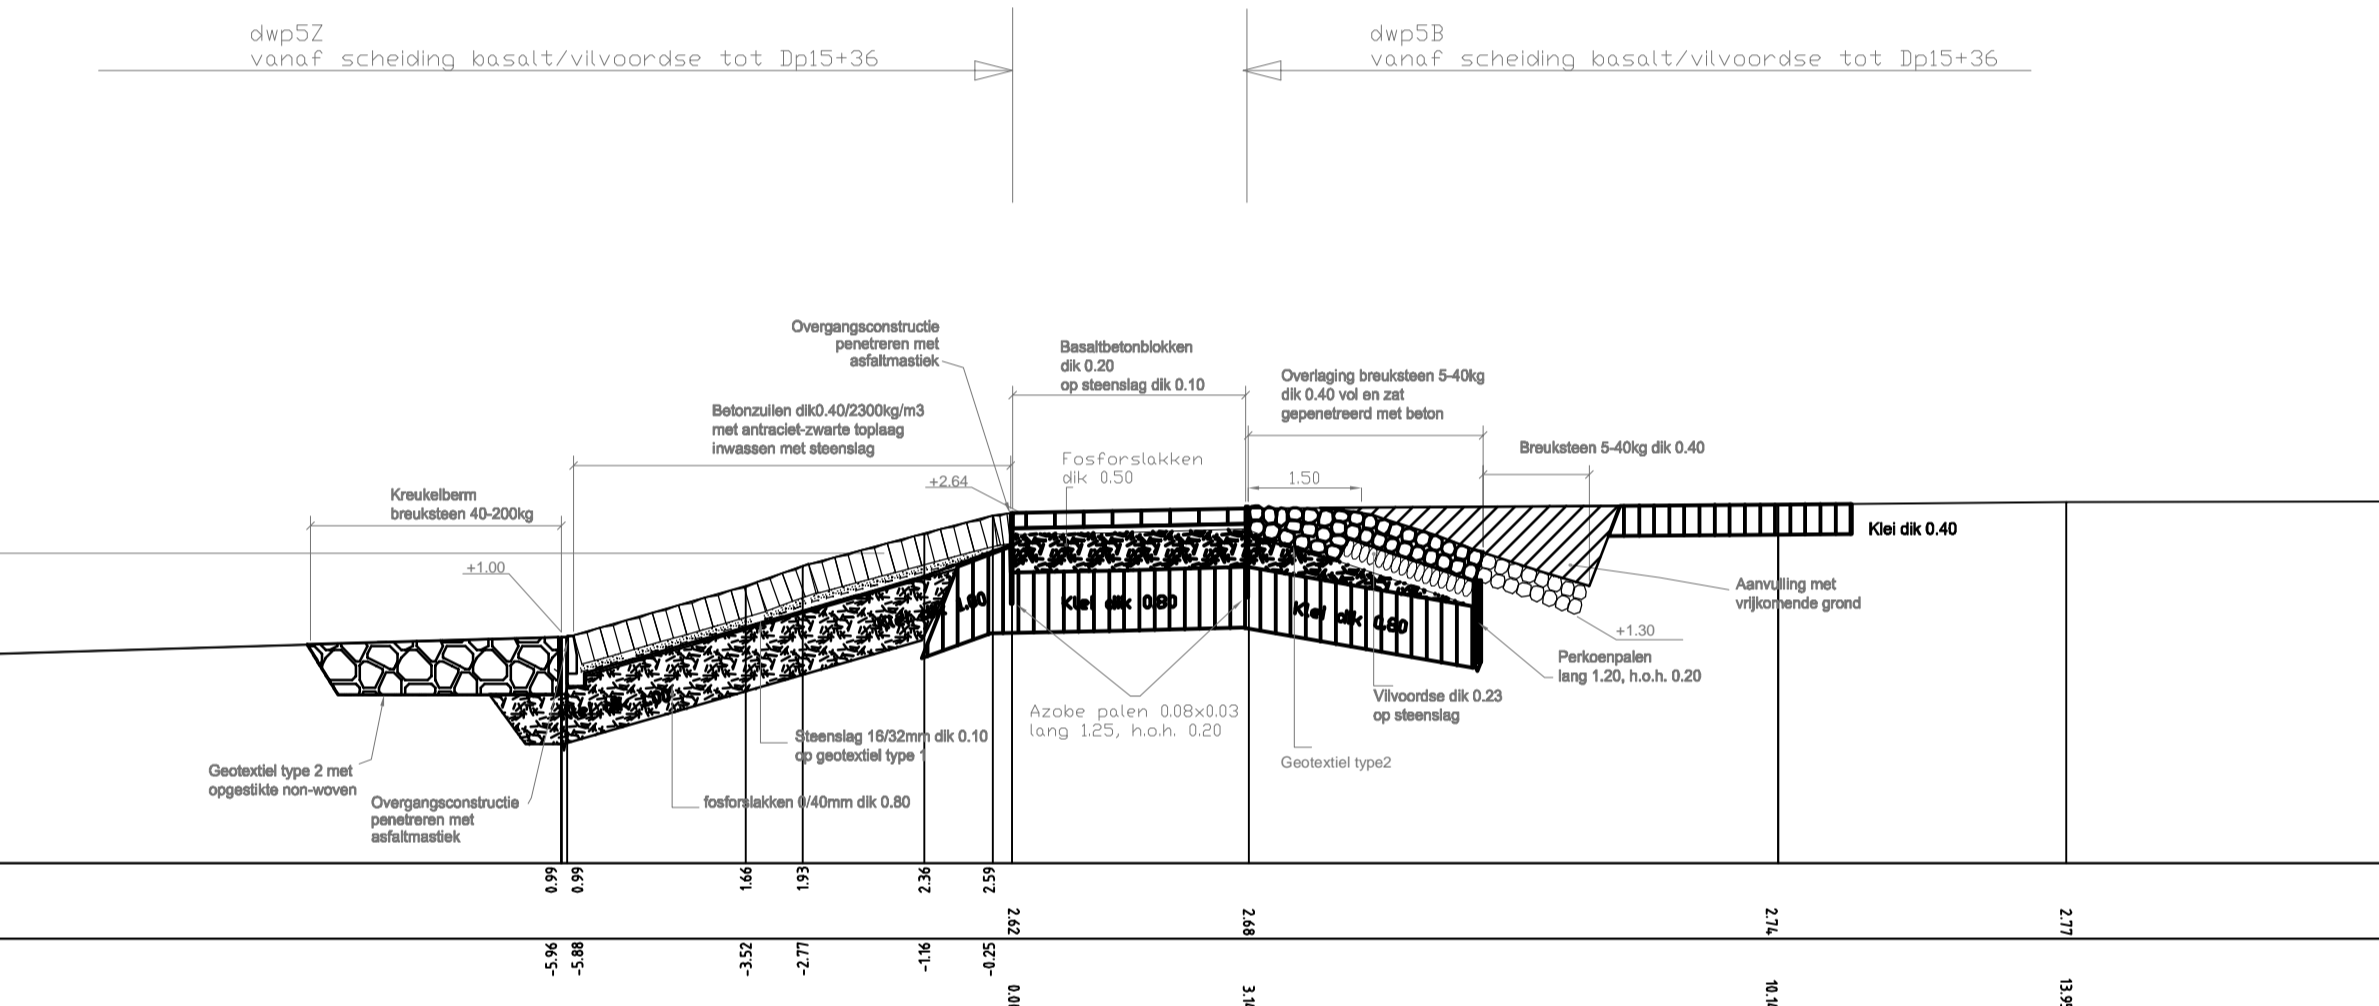 dwp5Z
vanaf scheiding basalt/vilvoordse tot Dp15+36
dwp5B
vanaf scheiding basalt/vilvoordse tot Dp15+36
Overgangsconstructie
penetreren met
asfaltmastiek
Basaltbetonblokken
dik 0.20
op steenslag dik 0.10
Overlaging breuksteen 5-40kg
dik 0.40 vol en zat
gepenetreerd met beton
Betonzuilen dik0.40/2300kg/m3
met antraciet-zwarte toplaag
inwassen met steenslag
Breuksteen 5-40kg dik 0.40
Fosforslakken
dik 0.50
+2.64
1.50
Kreukelberm
breuksteen 40-200kg
+1.00
Klei dik 0.40
Aanvulling met
vrijkomende grond
1.80
Klei dik 0.80
Klei dik 0.80
+1.30
Perkoenpalen
lang 1.20, h.o.h. 0.20
Vilvoordse dik 0.23
op steenslag
Azobe palen 0.08x0.03
lang 1.25, h.o.h. 0.20
Steenslag 16/32mm dik 0.10
op geotextiel type 1
Geotextiel type2
Geotextiel type 2 met
opgestikte non-woven
Overgangsconstructie
penetreren met
asfaltmastiek
fosforslakken 0/40mm dik 0.80
0.99 0.99 1.66 1.93 2.36 2.59
2.62 2.68 2.74 2.77
-5.96 -5.88 -3.52 -2.77 -1.16 -0.25
3.14 10.14 13.95